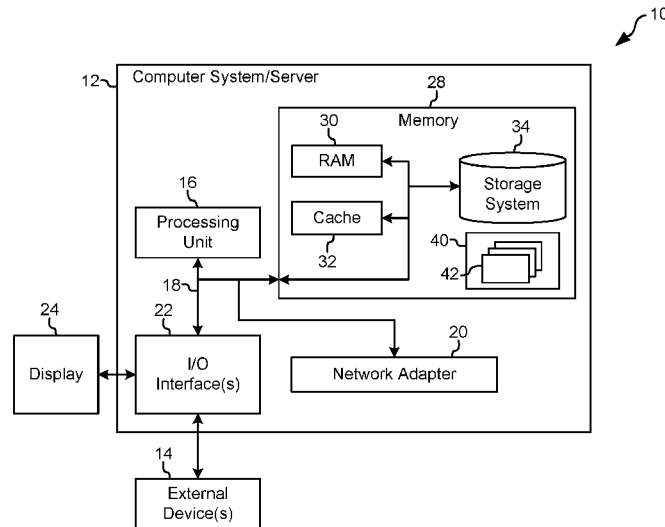 10
12
Computer System/Server
28
Memory
30
RAM
34
Storage
System
16
Processing
Unit
Cache
32
40
42
18
24
22
Display
I/O
Interface(s)
20
Network Adapter
14
External
Device(s)